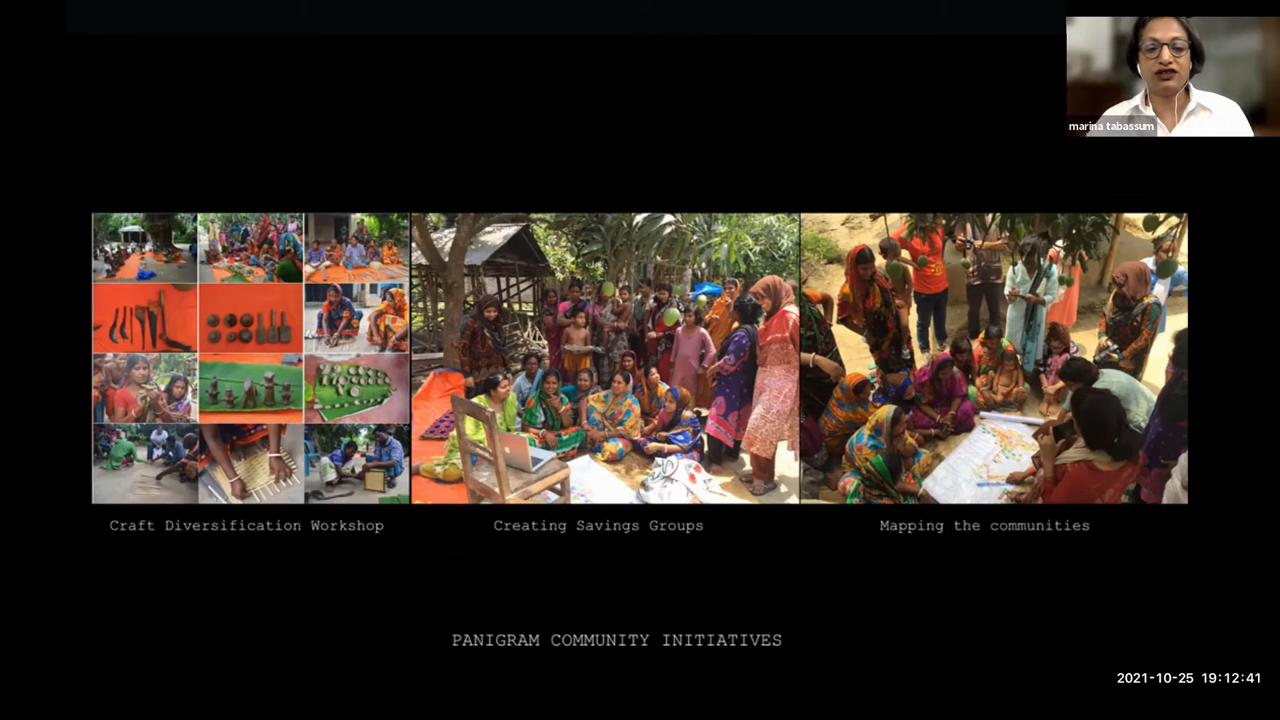 marina tabassum
Craft Diversification Workshop
Creating Savings Groups
Mapping the communities
PANIGRAM COMMUNITY INITIATIVES
2021-10-25 19:12:41